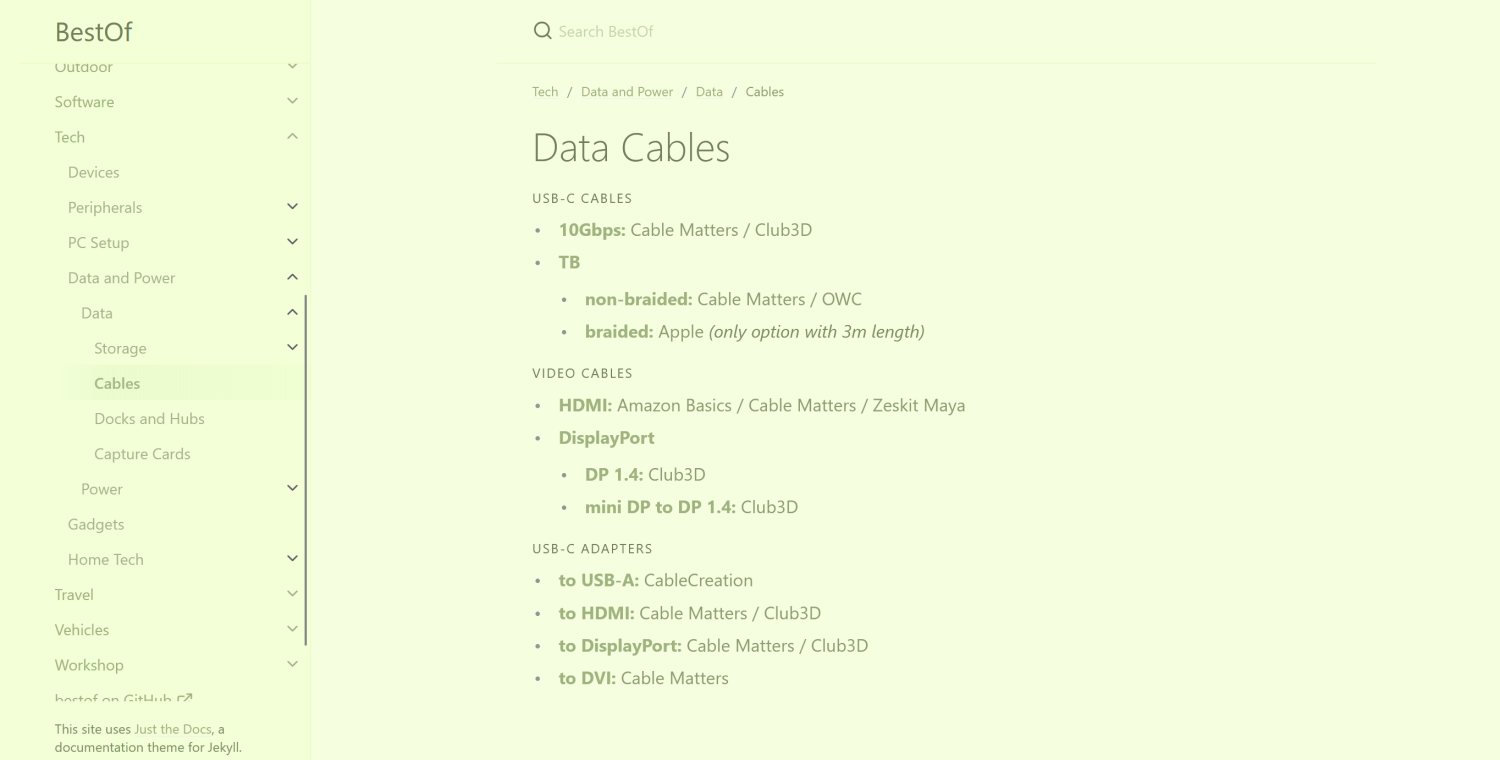 BestOf
Outdoor
Software
Tech
Devices
Peripherals
PC Setup
Data and Power
Data
Storage
Cables
Docks and Hubs
Capture Cards
Power
Gadgets
Home Tech
Travel
Vehicles
Workshop
bestof on GitHub
This site uses Just the Docs, a
documentation theme for Jekyll.
Search BestOf
Tech / Data and Power / Data / Cables
Data Cables
USB-C CABLES
• 10Gbps: Cable Matters / Club3D
• TB
• non-braided: Cable Matters / OWC
• braided: Apple (only option with 3m length)
VIDEO CABLES
• HDMI: Amazon Basics / Cable Matters / Zeskit Maya
• DisplayPort
• DP 1.4: Club3D
• mini DP to DP 1.4: Club3D
USB-C ADAPTERS
• to USB-A: CableCreation
• to HDMI: Cable Matters / Club3D
• to DisplayPort: Cable Matters / Club3D
• to DVI: Cable Matters